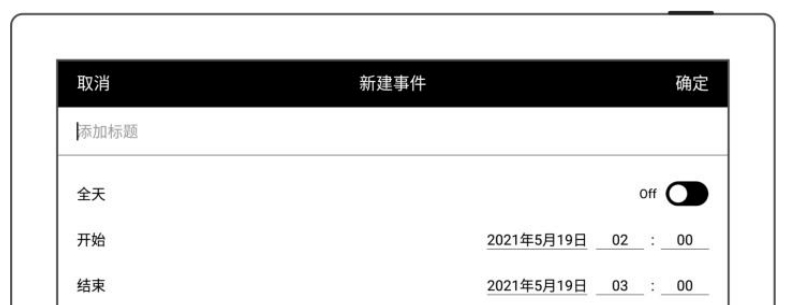 取消 新建事件 确定
添加标题
全天 Off
开始 2021年5月19日 02 : 00
结束 2021年5月19日 03 : 00